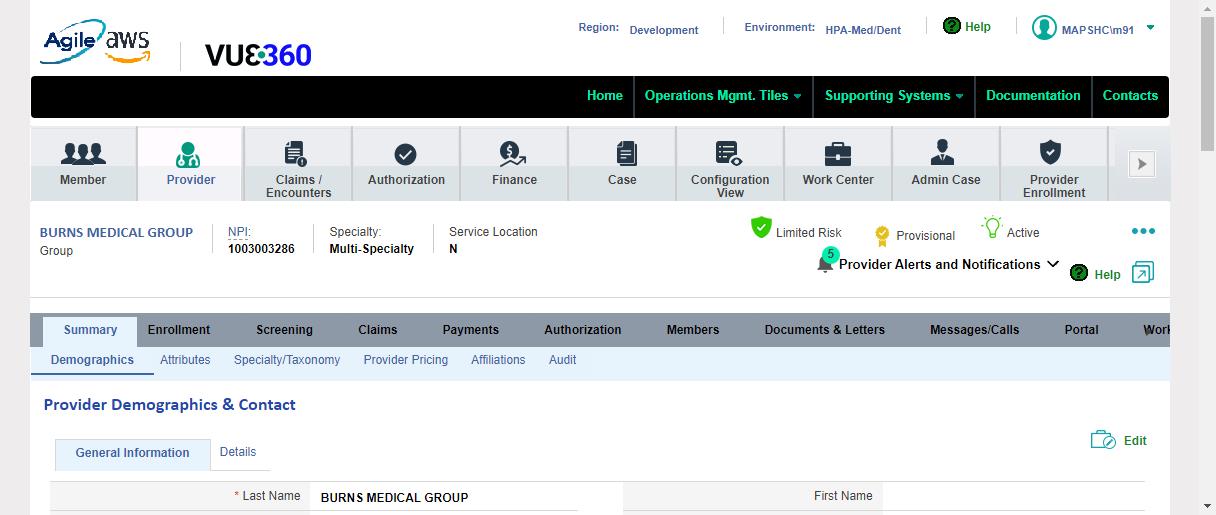 Agile aws
VUE360
Region: Development Environment: HPA-Med/Dent Help MAPSHC\m91
Home Operations Mgmt. Tiles Supporting Systems Documentation Contacts
Member Provider Claims / Encounters Authorization Finance Case Configuration View Work Center Admin Case Provider Enrollment
BURNS MEDICAL GROUP NPI: Specialty: Service Location Limited Risk Provisional Active
Group 1003003286 Multi-Specialty N
5 Provider Alerts and Notifications Help
Summary Enrollment Screening Claims Payments Authorization Members Documents & Letters Messages/Calls Portal
Demographics Attributes Specialty/Taxonomy Provider Pricing Affiliations Audit
Provider Demographics & Contact
Edit
General Information Details
* Last Name BURNS MEDICAL GROUP First Name